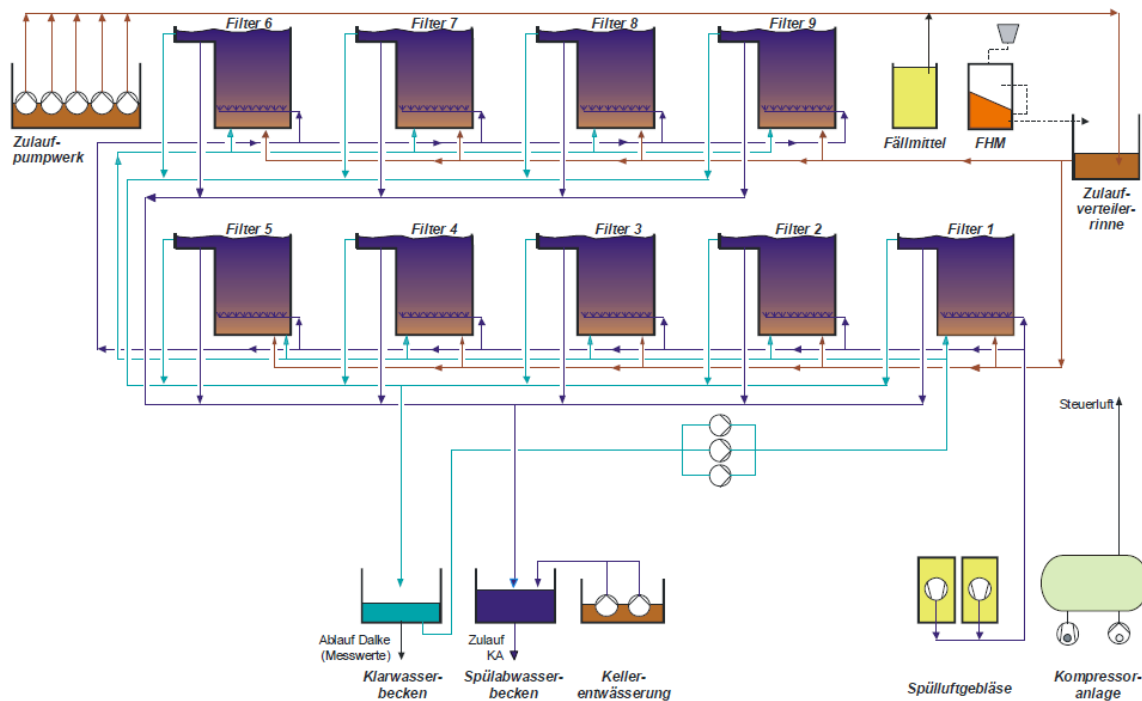 Filter 6
Filter 7
Filter 8
Filter 9
Zulauf-
pumpwerk
Fällmittel
FHM
Zulauf-
verteiler-
rinne
Filter 5
Filter 4
Filter 3
Filter 2
Filter 1
Steuerluft
Ablauf Dalke
(Messwerte)
Zulauf
KA
Klarwasser-
becken
Spülabwasser-
becken
Keller-
entwässerung
Spülluftgebläse
Kompressor-
anlage